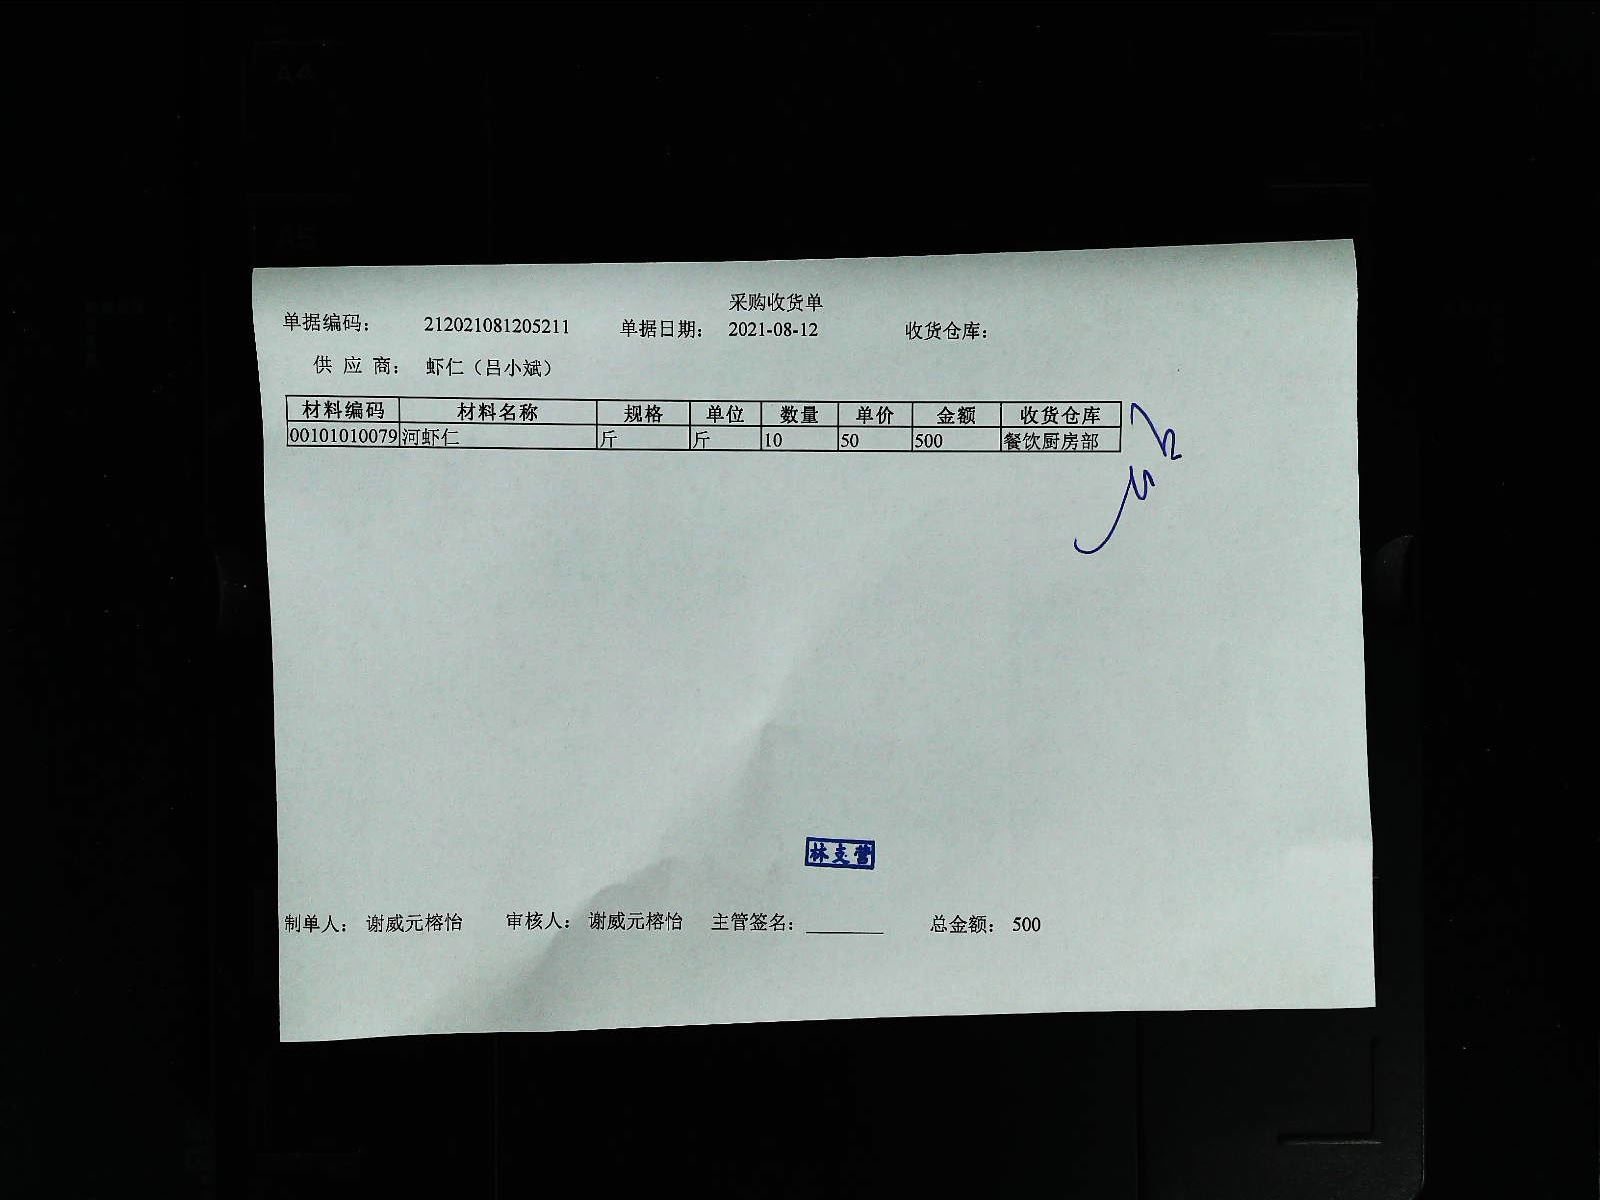 采购收货单
单据编码： 212021081205211 单据日期： 2021-08-12 收货仓库：
供 应 商： 虾仁（吕小斌）
材料编码 材料名称 规格 单位 数量 单价 金额 收货仓库
00101010079 河虾仁 斤 斤 10 50 500 餐饮厨房部
林支营
制单人： 谢威元榕怡 审核人： 谢威元榕怡 主管签名： 总金额： 500